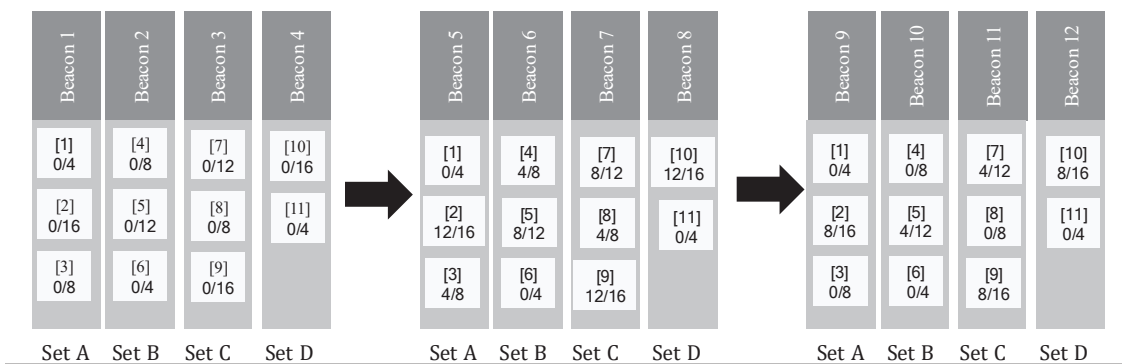 Beacon 1 Beacon 2 Beacon 3 Beacon 4 Beacon 5 Beacon 6 Beacon 7 Beacon 8 Beacon 9 Beacon 10 Beacon 11 Beacon 12
[1] [4] [7] [10] [1] [4] [7] [10] [1] [4] [7] [10]
0/4 0/8 0/12 0/16 0/4 4/8 8/12 12/16 0/4 0/8 4/12 8/16
[2] [5] [8] [11] [2] [5] [8] [11] [2] [5] [8] [11]
0/16 0/12 0/8 0/4 12/16 8/12 4/8 0/4 8/16 4/12 0/8 0/4
[3] [6] [9] [3] [6] [9] [3] [6] [9]
0/8 0/4 0/16 4/8 0/4 12/16 0/8 0/4 8/16
Set A Set B Set C Set D Set A Set B Set C Set D Set A Set B Set C Set D